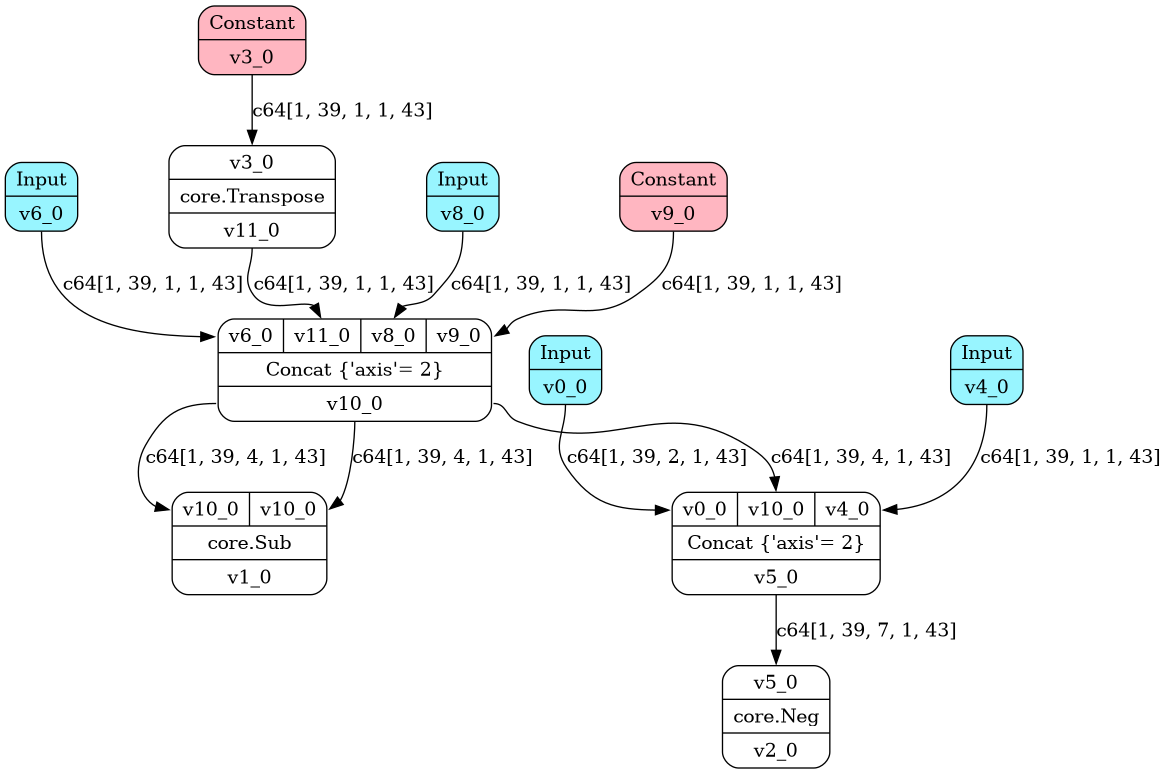 Constant
v3_0
c64[1, 39, 1, 1, 43]
Input
v6_0
v3_0
core.Transpose
v11_0
Input
v8_0
Constant
v9_0
c64[1, 39, 1, 1, 43]
c64[1, 39, 1, 1, 43]
c64[1, 39, 1, 1, 43]
c64[1, 39, 1, 1, 43]
v6_0 v11_0 v8_0 v9_0
Concat {'axis'= 2}
v10_0
Input
v0_0
Input
v4_0
c64[1, 39, 4, 1, 43]
c64[1, 39, 4, 1, 43]
c64[1, 39, 2, 1, 43]
c64[1, 39, 4, 1, 43]
c64[1, 39, 1, 1, 43]
v10_0 v10_0
core.Sub
v1_0
v0_0 v10_0 v4_0
Concat {'axis'= 2}
v5_0
c64[1, 39, 7, 1, 43]
v5_0
core.Neg
v2_0